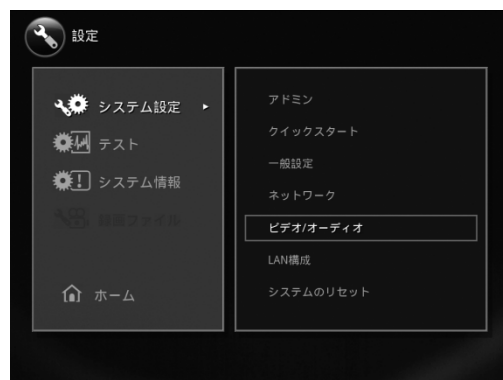 設定
システム設定
テスト
システム情報
ホーム
アドミン
クイックスタート
一般設定
ネットワーク
ビデオ/オーディオ
LAN構成
システムのリセット